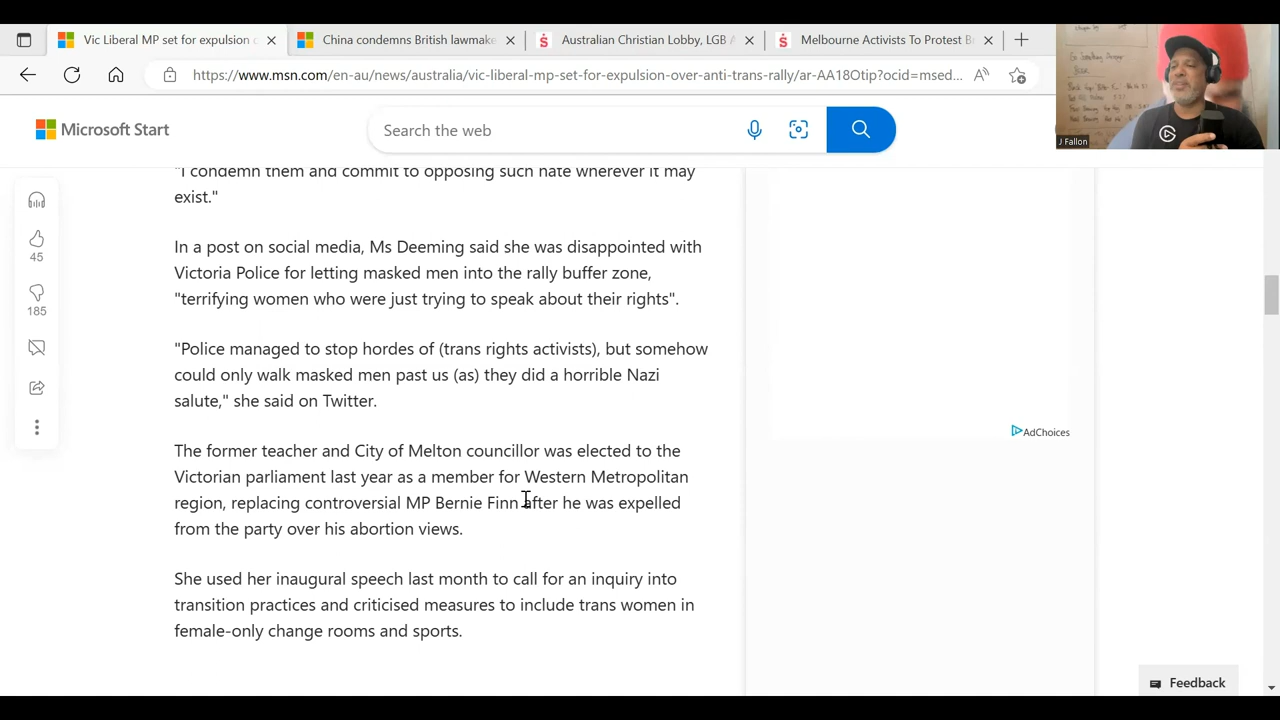 Vic Liberal MP set for expulsion c
China condemns British lawmake
Australian Christian Lobby, LGB A
Melbourne Activists To Protest Br
https://www.msn.com/en-au/news/australia/vic-liberal-mp-set-for-expulsion-over-anti-trans-rally/ar-AA18Otip?ocid=msed...
J Fallon
Microsoft Start
Search the web
"I condemn them and commit to opposing such hate wherever it may
exist."
45
185
In a post on social media, Ms Deeming said she was disappointed with
Victoria Police for letting masked men into the rally buffer zone,
"terrifying women who were just trying to speak about their rights".
"Police managed to stop hordes of (trans rights activists), but somehow
could only walk masked men past us (as) they did a horrible Nazi
salute," she said on Twitter.
AdChoices
The former teacher and City of Melton councillor was elected to the
Victorian parliament last year as a member for Western Metropolitan
region, replacing controversial MP Bernie Finn after he was expelled
from the party over his abortion views.
She used her inaugural speech last month to call for an inquiry into
transition practices and criticised measures to include trans women in
female-only change rooms and sports.
Feedback